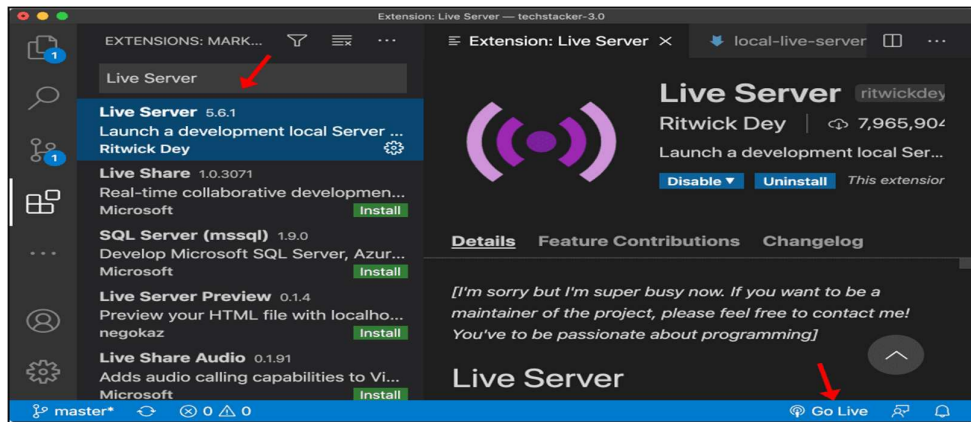 Extension: Live Server — techstacker-3.0
EXTENSIONS: MARK...
Live Server
Live Server 5.6.1
Launch a development local Server ...
Ritwick Dey
Live Share 1.0.3071
Real-time collaborative developmen...
Microsoft Install
SQL Server (mssql) 1.9.0
Develop Microsoft SQL Server, Azur...
Microsoft Install
Live Server Preview 0.1.4
Preview your HTML file with localho...
negokaz Install
Live Share Audio 0.1.91
Adds audio calling capabilities to Vi...
Microsoft Install
Extension: Live Server
local-live-server
Live Server ritwickdey
Ritwick Dey 7,965,904
Launch a development local Ser...
Disable Uninstall This extension
Details Feature Contributions Changelog
[I'm sorry but I'm super busy now. If you want to be a
maintainer of the project, please feel free to contact me!
You've to be passionate about programming]
Live Server
1
1
master* 0 0 Go Live